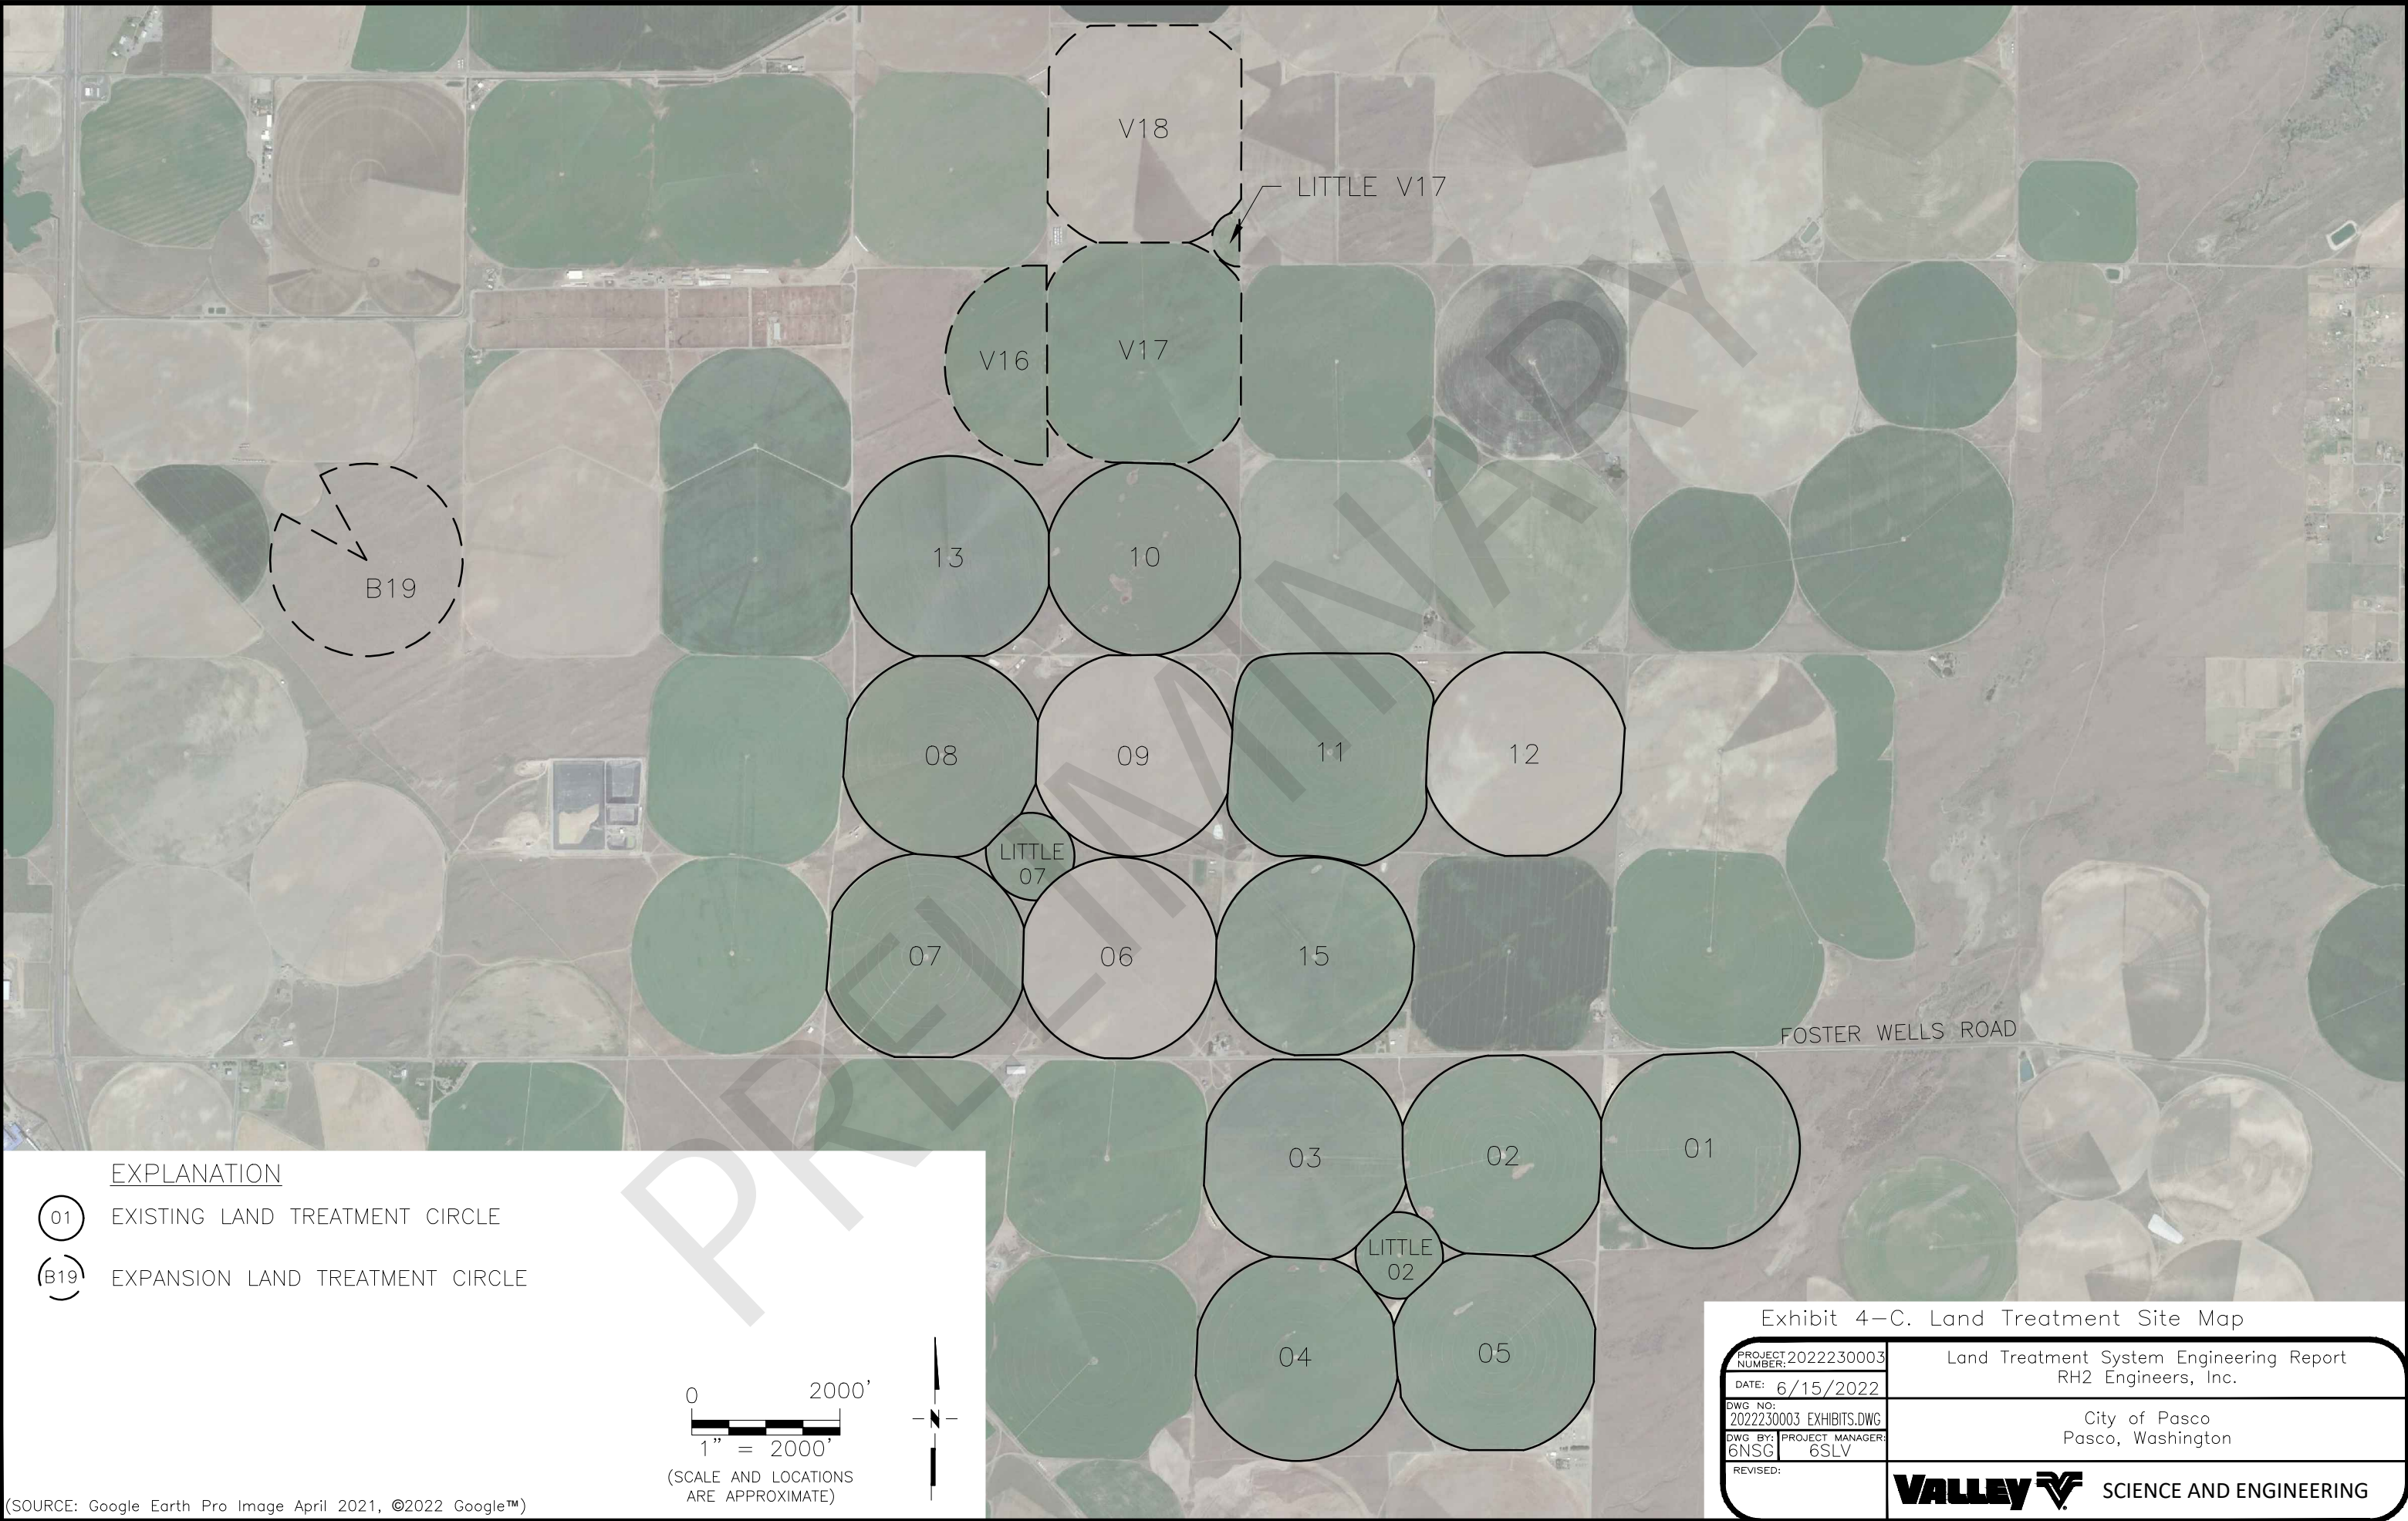 V18
LITTLE V17
V16
V17
13
10
B19
08
09
11
12
LITTLE
07
07
06
15
FOSTER WELLS ROAD
03
02
01
LITTLE
02
04
05
PRELIMINARY
EXPLANATION
01 EXISTING LAND TREATMENT CIRCLE
B19 EXPANSION LAND TREATMENT CIRCLE
0 2000'
1" = 2000'
(SCALE AND LOCATIONS
ARE APPROXIMATE)
N
(SOURCE: Google Earth Pro Image April 2021, ©2022 Google™)
Exhibit 4-C. Land Treatment Site Map
PROJECT NUMBER: 2022230003
DATE: 6/15/2022
DWG NO:
2022230003 EXHIBITS.DWG
DWG BY: 6NSG
PROJECT MANAGER: 6SLV
REVISED:
Land Treatment System Engineering Report
RH2 Engineers, Inc.
City of Pasco
Pasco, Washington
VALLEY SCIENCE AND ENGINEERING